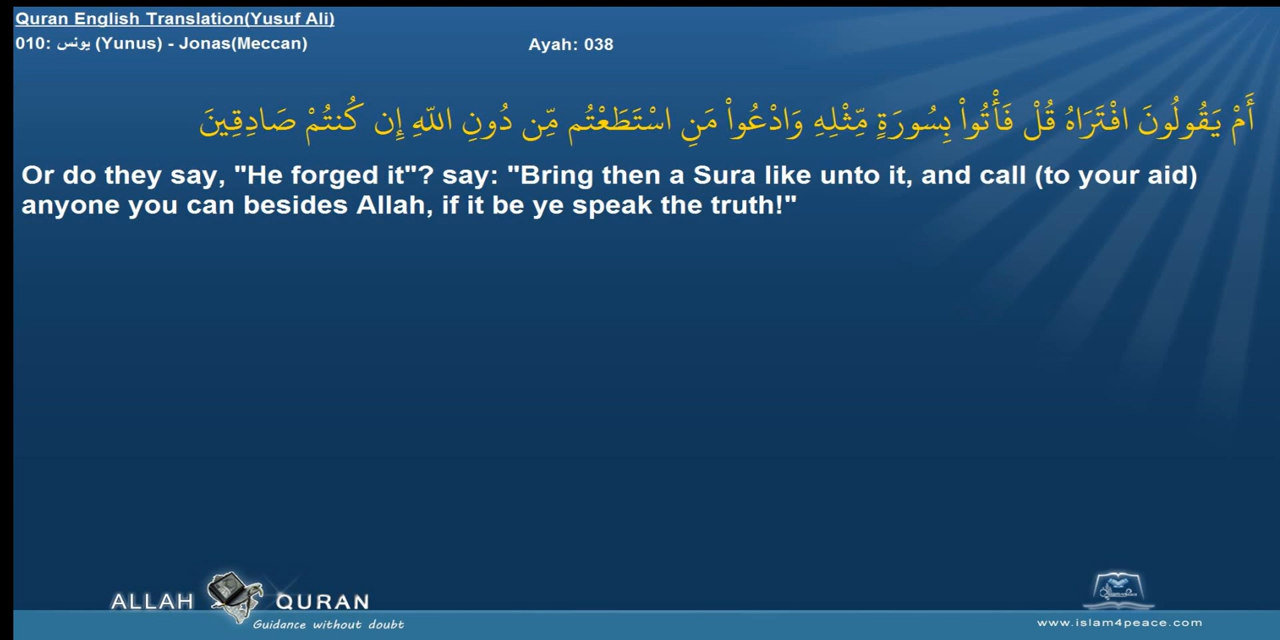 Quran English Translation(Yusuf Ali)
010: يونس (Yunus) - Jonas(Meccan)
Ayah: 038
أَمْ يَقُولُونَ افْتَرَاهُ قُلْ فَأْتُواْ بِسُورَةٍ مِّثْلِهِ وَادْعُواْ مَنِ اسْتَطَعْتُم مِّن دُونِ اللّهِ إِن كُنتُمْ صَادِقِينَ
Or do they say, "He forged it"? say: "Bring then a Sura like unto it, and call (to your aid)
anyone you can besides Allah, if it be ye speak the truth!"
ALLAH QURAN
Guidance without doubt
www.islam4peace.com